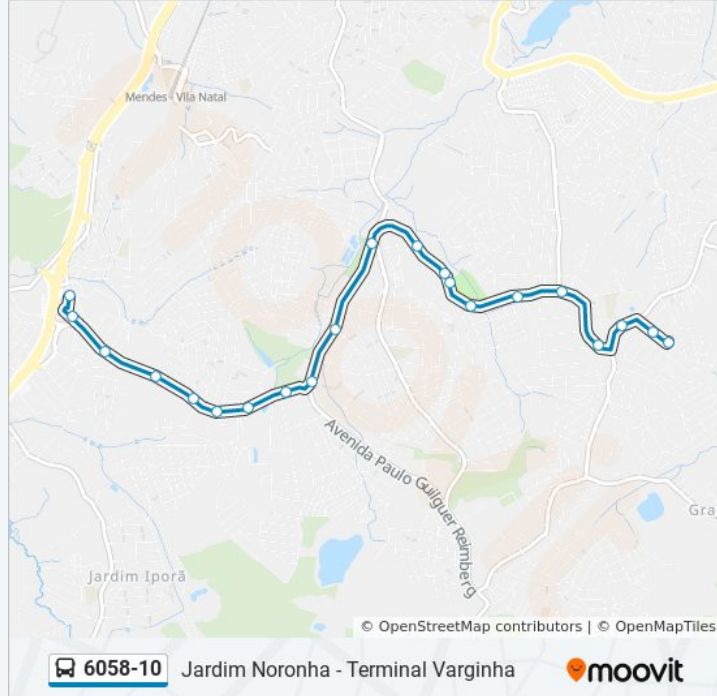 Mendes - Vila Natal
Avenida Paulo Guilguer Reimberg
Gra
Jardim Iporã
© OpenStreetMap contributors | © OpenMapTiles
6058-10 Jardim Noronha - Terminal Varginha moovit